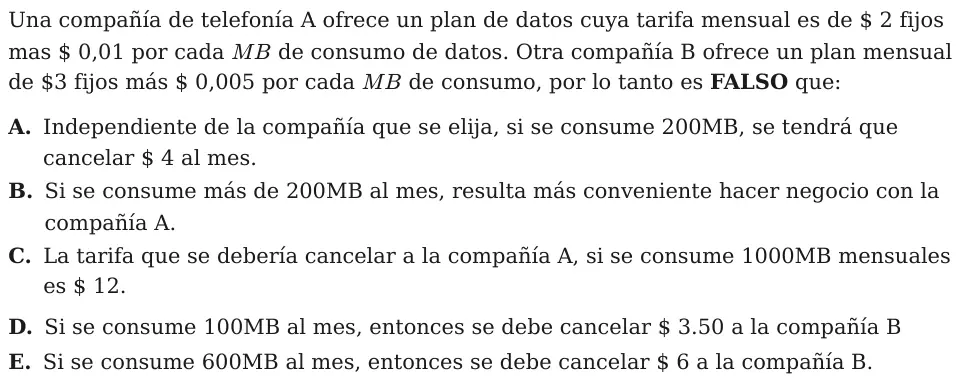 Una compañía de telefonía A ofrece un plan de datos cuya tarifa mensual es de $ 2 fijos
mas $ 0,01 por cada MB de consumo de datos. Otra compañía B ofrece un plan mensual
de $3 fijos más $ 0,005 por cada MB de consumo, por lo tanto es FALSO que:
A. Independiente de la compañía que se elija, si se consume 200MB, se tendrá que
cancelar $ 4 al mes.
B. Si se consume más de 200MB al mes, resulta más conveniente hacer negocio con la
compañía A.
C. La tarifa que se debería cancelar a la compañía A, si se consume 1000MB mensuales
es $ 12.
D. Si se consume 100MB al mes, entonces se debe cancelar $ 3.50 a la compañía B
E. Si se consume 600MB al mes, entonces se debe cancelar $ 6 a la compañía B.